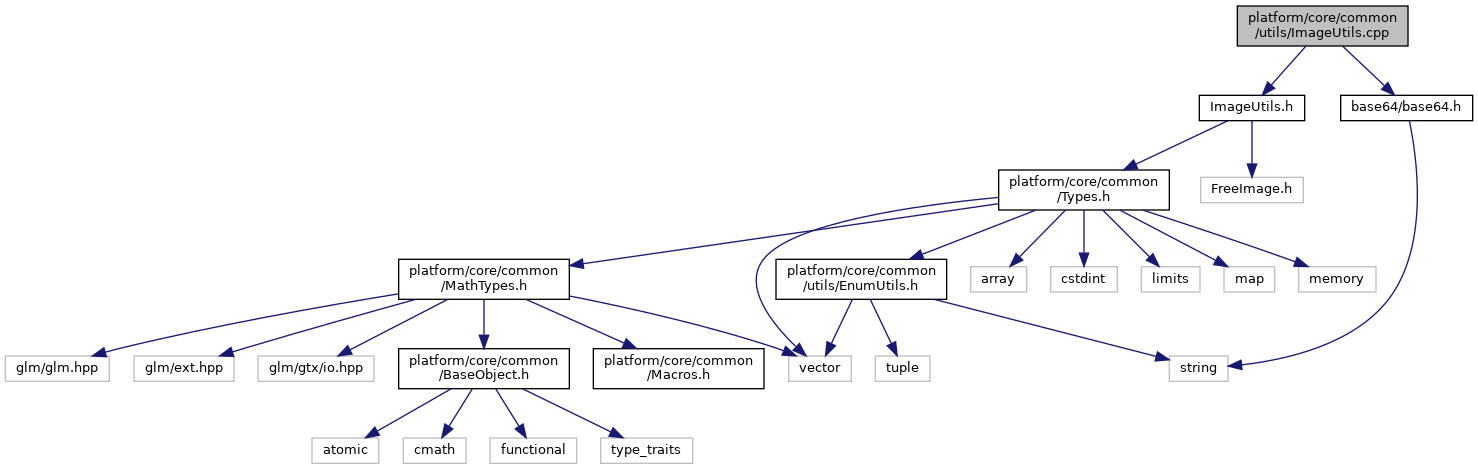 platform/core/common
/utils/ImageUtils.cpp
ImageUtils.h
base64/base64.h
platform/core/common
/Types.h
FreeImage.h
platform/core/common
/MathTypes.h
platform/core/common
/utils/EnumUtils.h
array
cstdint
limits
map
memory
glm/glm.hpp
glm/ext.hpp
glm/gtx/io.hpp
platform/core/common
/BaseObject.h
platform/core/common
/Macros.h
vector
tuple
string
atomic
cmath
functional
type_traits